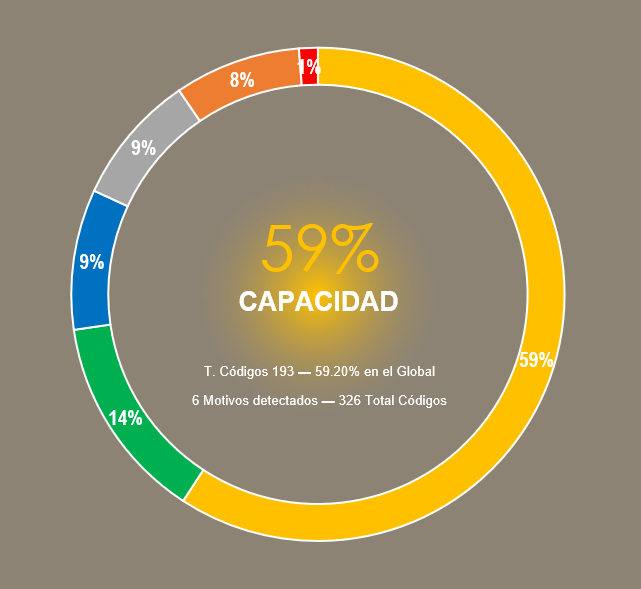 1%
8%
9%
59%
CAPACIDAD
9%
59%
T. Códigos 193 — 59.20% en el Global
6 Motivos detectados — 326 Total Códigos
14%